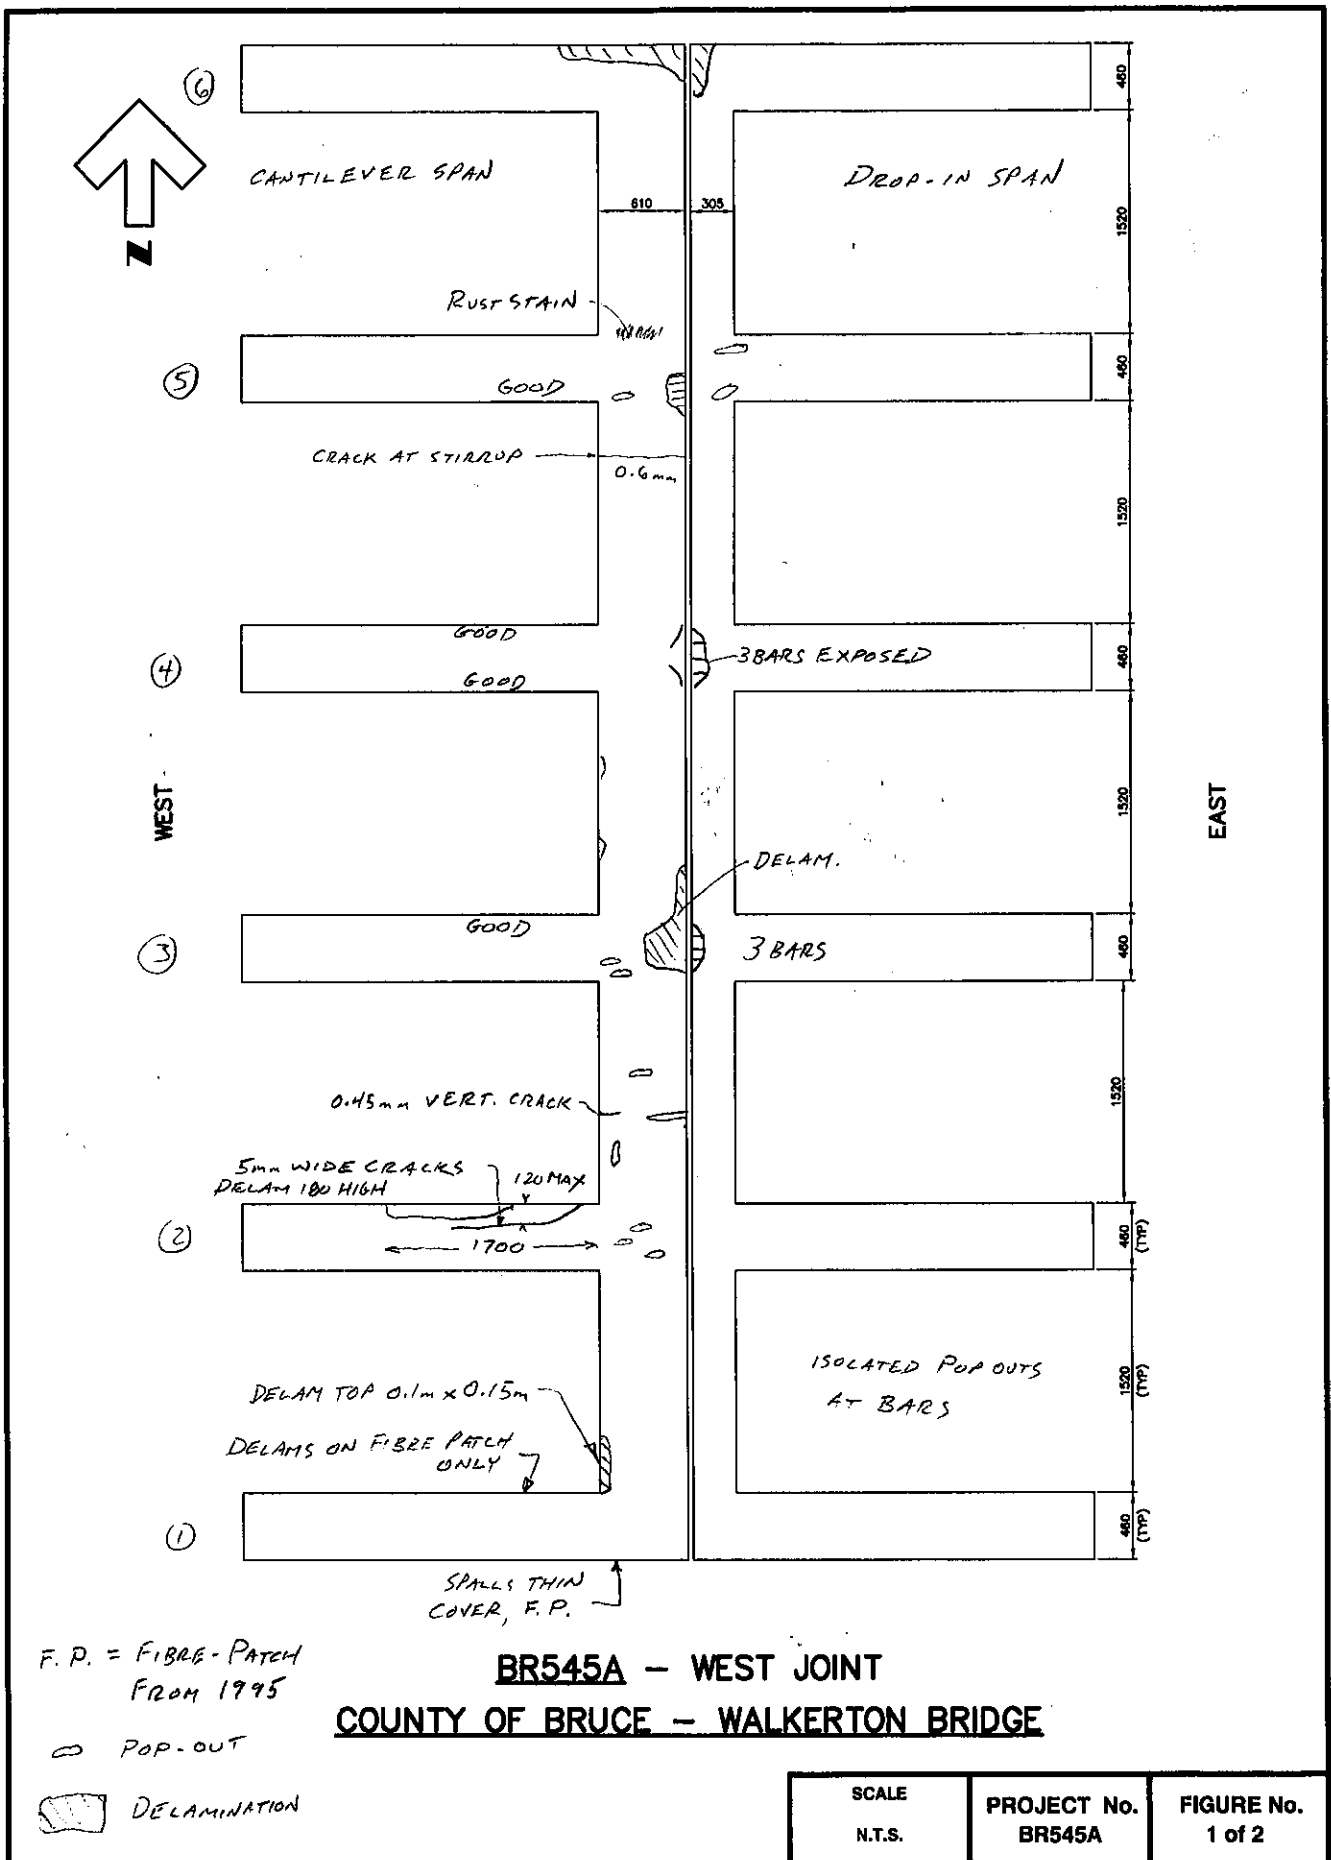 6
460
CANTILEVER SPAN
DROP-IN SPAN
N
610
305
1520
RUST STAIN
5
GOOD
460
CRACK AT STIRRUP
0.6mm
1520
4
GOOD
GOOD
3 BARS EXPOSED
460
WEST
EAST
1520
DELAM.
3
GOOD
3 BARS
460
0.45mm VERT. CRACK
1520
5mm WIDE CRACKS
DELAM 180 HIGH
120 MAX
2
1700
460
(TYP)
ISOLATED POP OUTS
AT BARS
1520
(TYP)
DELAM TOP 0.1m x 0.15m
DELAMS ON FIBRE PATCH
ONLY
1
460
(TYP)
SPALLS THIN
COVER, F.P.
F.P. = FIBRE-PATCH
FROM 1995
POP-OUT
DELAMINATION
BR545A – WEST JOINT
COUNTY OF BRUCE – WALKERTON BRIDGE
SCALE
N.T.S.
PROJECT No.
BR545A
FIGURE No.
1 of 2